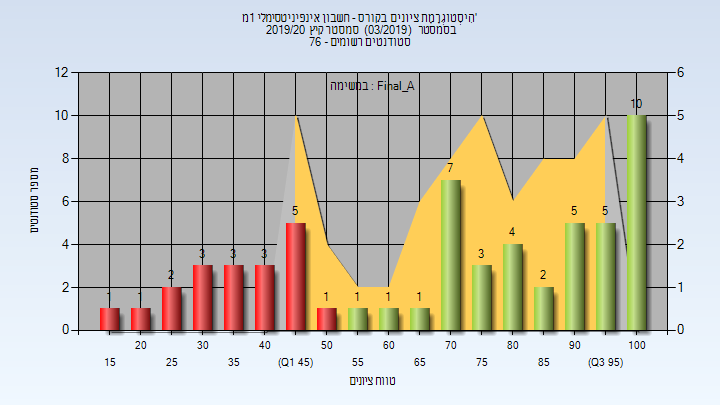 היסטוגרמת ציונים בקורס - חשבון אינפיניטסימלי 1מ'
בסמסטר (03/2019) סמסטר קיץ 2019/20
סטודנטים רשומים - 76
במשימה : Final_A
מספר סטודנטים
12 10 8 6 4 2 0
6 5 4 3 2 1 0
1 1 2 3 3 3 5 1 1 1 1 7 3 4 2 5 5 10
20 30 40 50 60 70 80 90 100
15 25 35 (Q1 45) 55 65 75 85 (Q3 95)
טווח ציונים